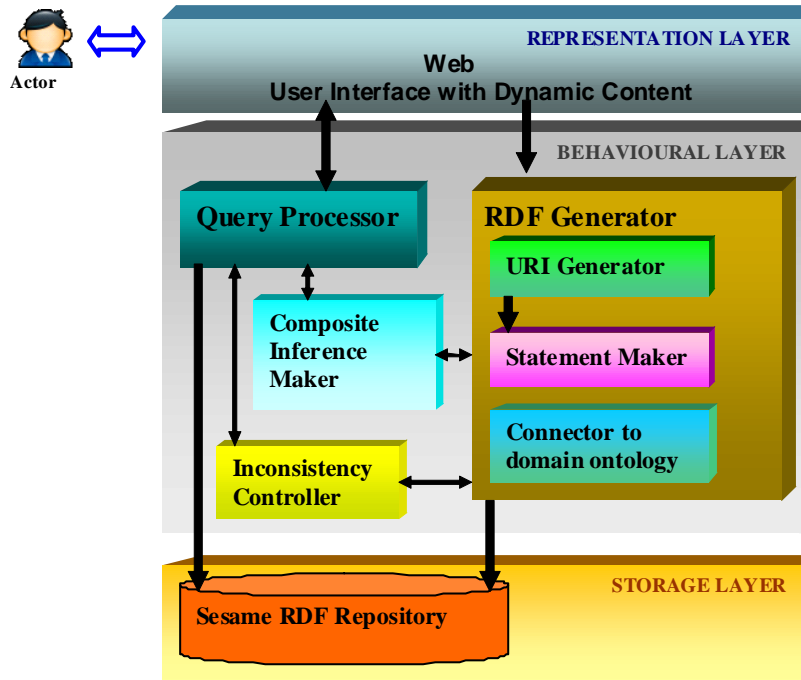 REPRESENTATION LAYER
Actor
Web
User Interface with Dynamic Content
BEHAVIOURAL LAYER
Query Processor
RDF Generator
URI Generator
Composite
Inference
Maker
Statement Maker
Connector to
domain ontology
Inconsistency
Controller
STORAGE LAYER
Sesame RDF Repository